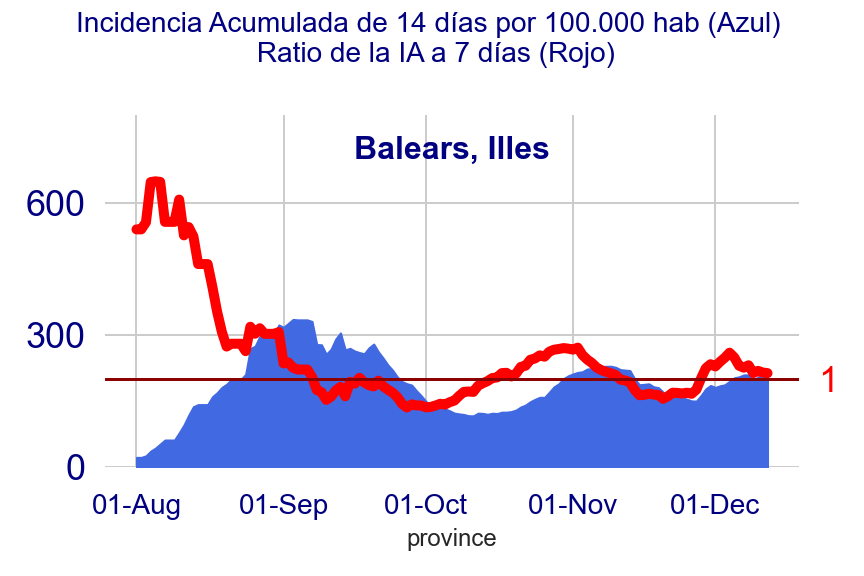 Incidencia Acumulada de 14 días por 100.000 hab (Azul)
Ratio de la IA a 7 días (Rojo)
Balears, Illes
600
300
1
0
01-Aug 01-Sep 01-Oct 01-Nov 01-Dec
province